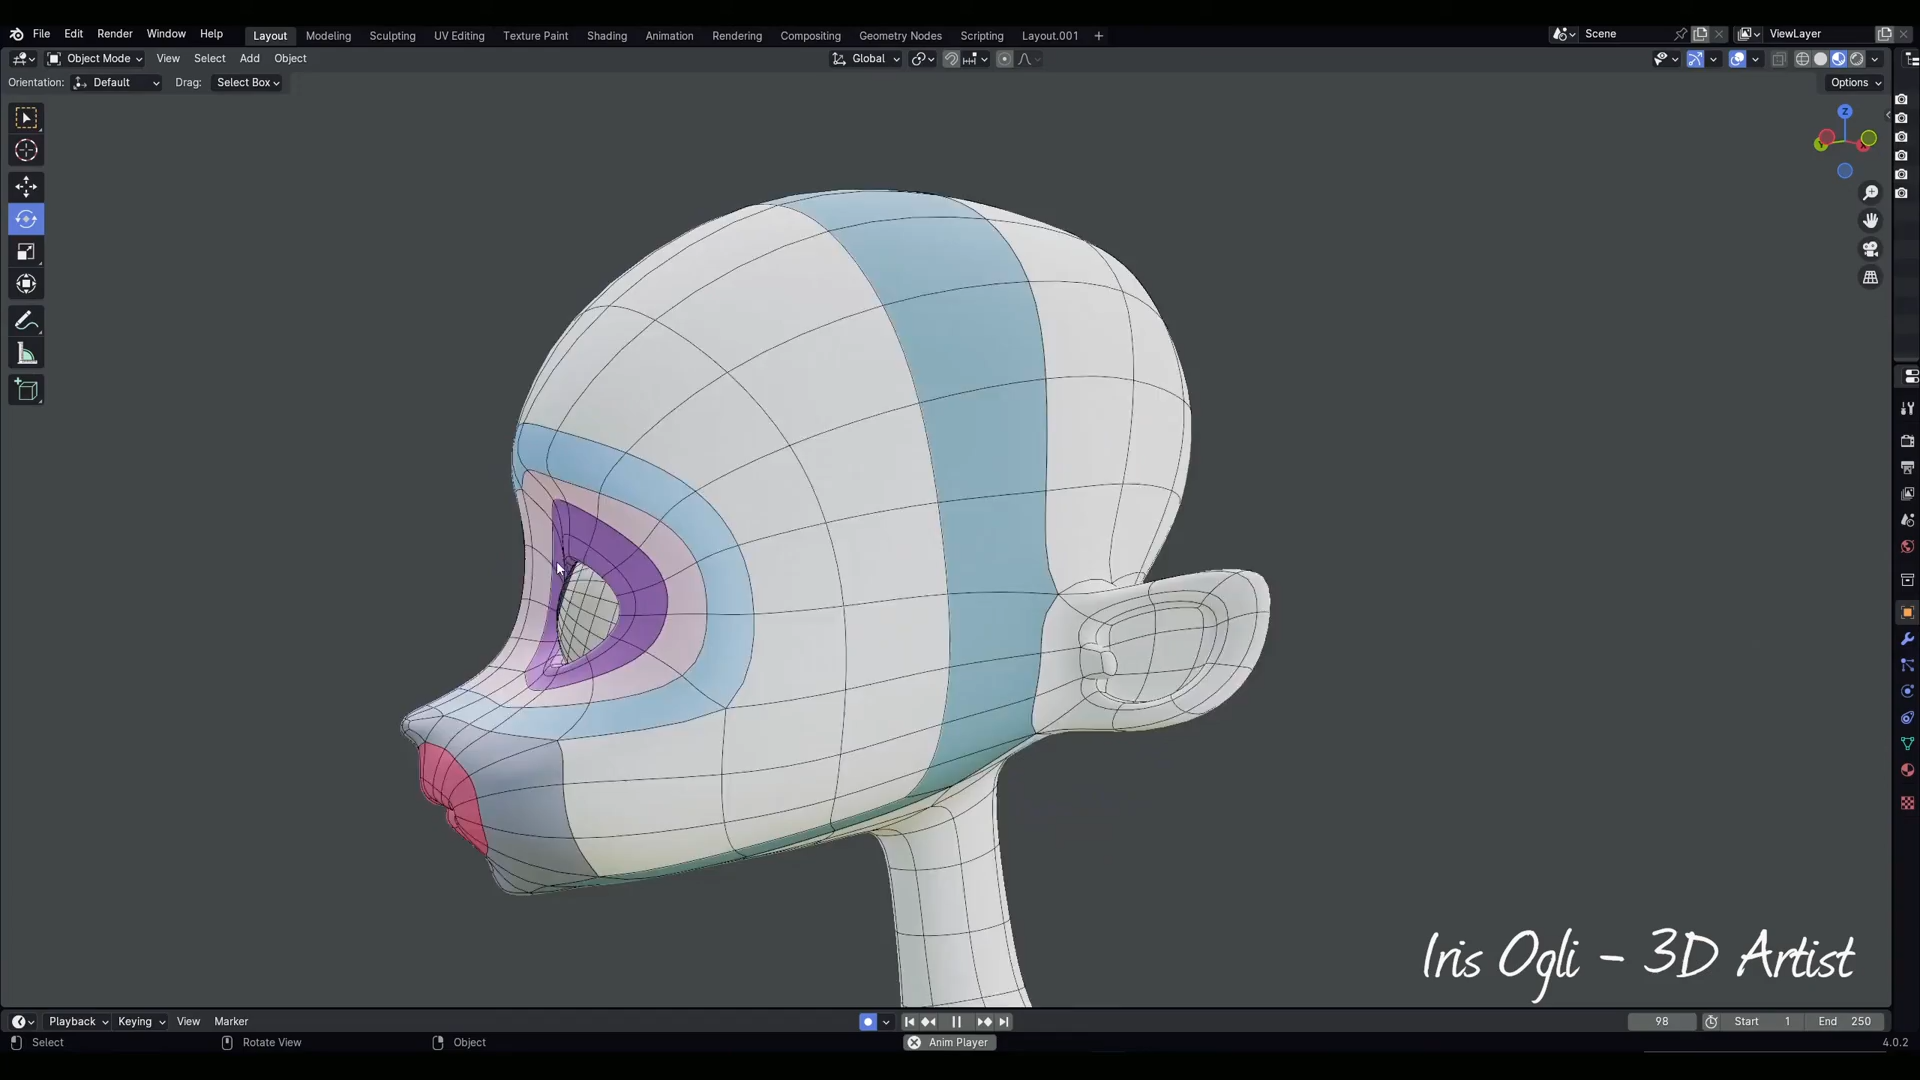 File Edit Render Window Help Layout Modeling Sculpting UV Editing Texture Paint Shading Animation Rendering Compositing Geometry Nodes Scripting Layout.001 + Scene ViewLayer
Object Mode View Select Add Object Global
Orientation: Default Drag: Select Box Options
Z
Iris Ogli - 3D Artist
Playback Keying View Marker 98 Start 1 End 250
Select Rotate View Object Anim Player 4.0.2